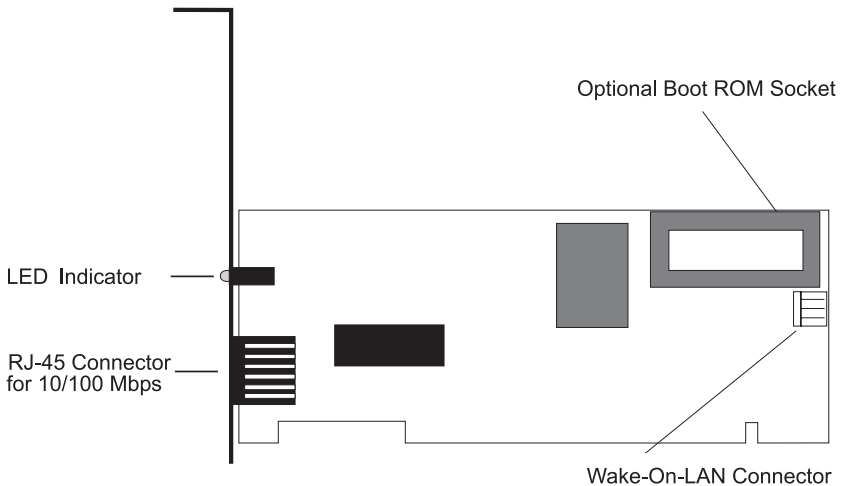 Optional Boot ROM Socket
LED Indicator
RJ-45 Connector
for 10/100 Mbps
Wake-On-LAN Connector